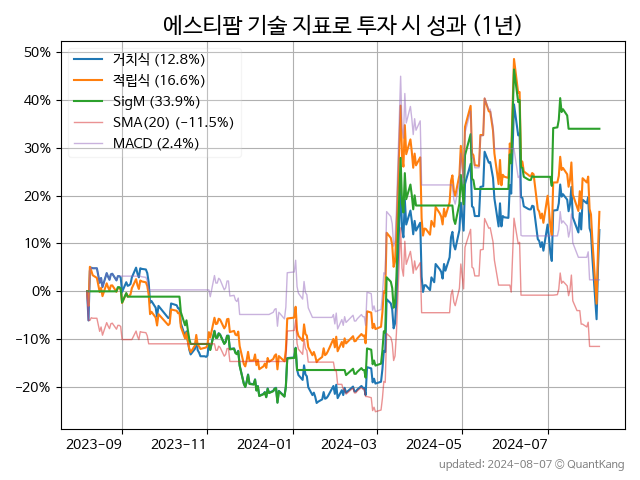 에스티팜 기술 지표로 투자 시 성과 (1년)
거치식 (12.8%)
적립식 (16.6%)
SigM (33.9%)
SMA(20) (−11.5%)
MACD (2.4%)
50%
40%
30%
20%
10%
0%
−10%
−20%
2023-09 2023-11 2024-01 2024-03 2024-05 2024-07
updated: 2024-08-07 ⓒ QuantKang